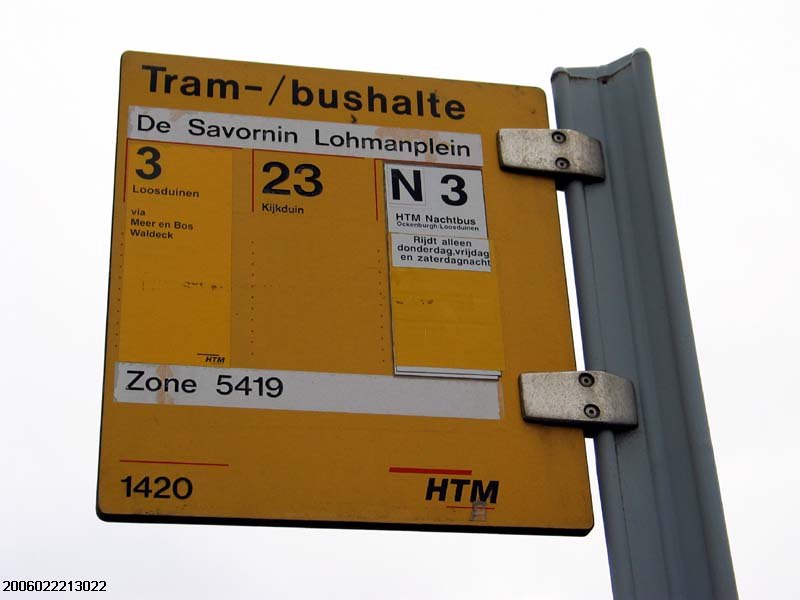 Tram-/bushalte
De Savornin Lohmanplein
3
Loosduinen
via
Meer en Bos
Waldeck
HTM
23
Kijkduin
N 3
HTM Nachtbus
Ockenburgh/Loosduinen
Rijdt alleen
donderdag,vrijdag
en zaterdagnacht
Zone 5419
1420
HTM
2006022213022